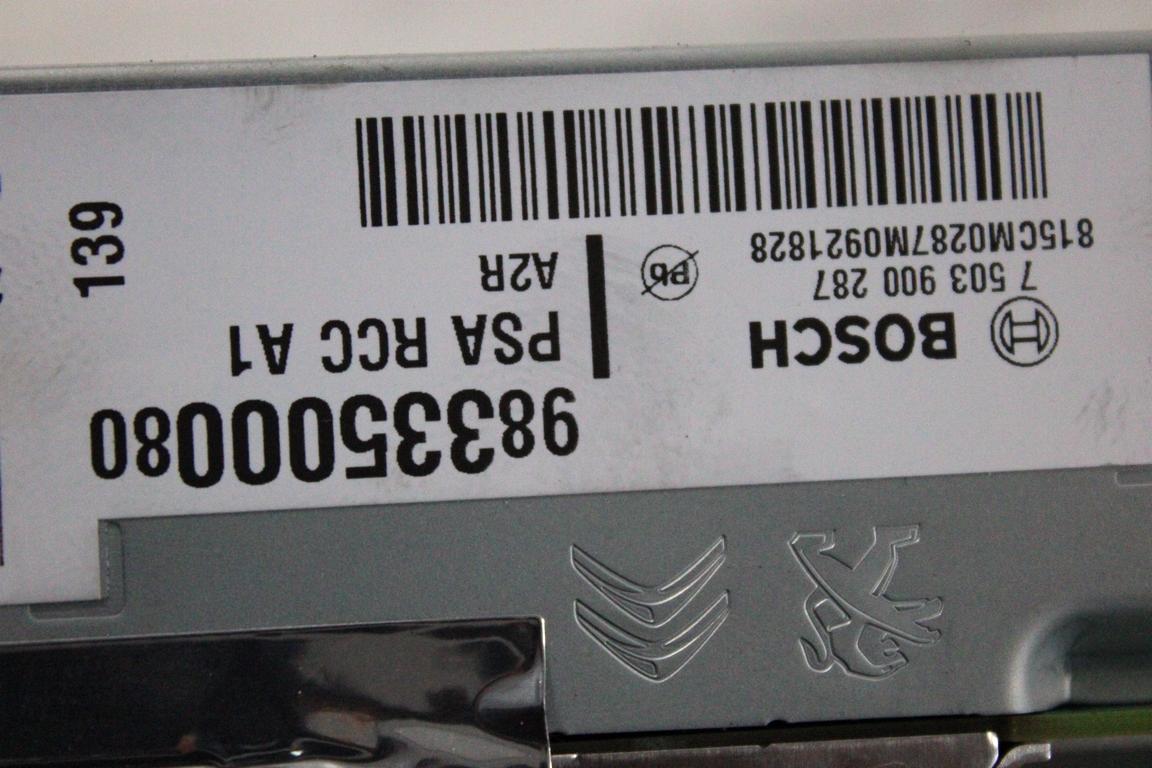 9833500080
PSA RCC A1
A2R
BOSCH
7 503 900 287
815CM0287M0921828
Pb
139